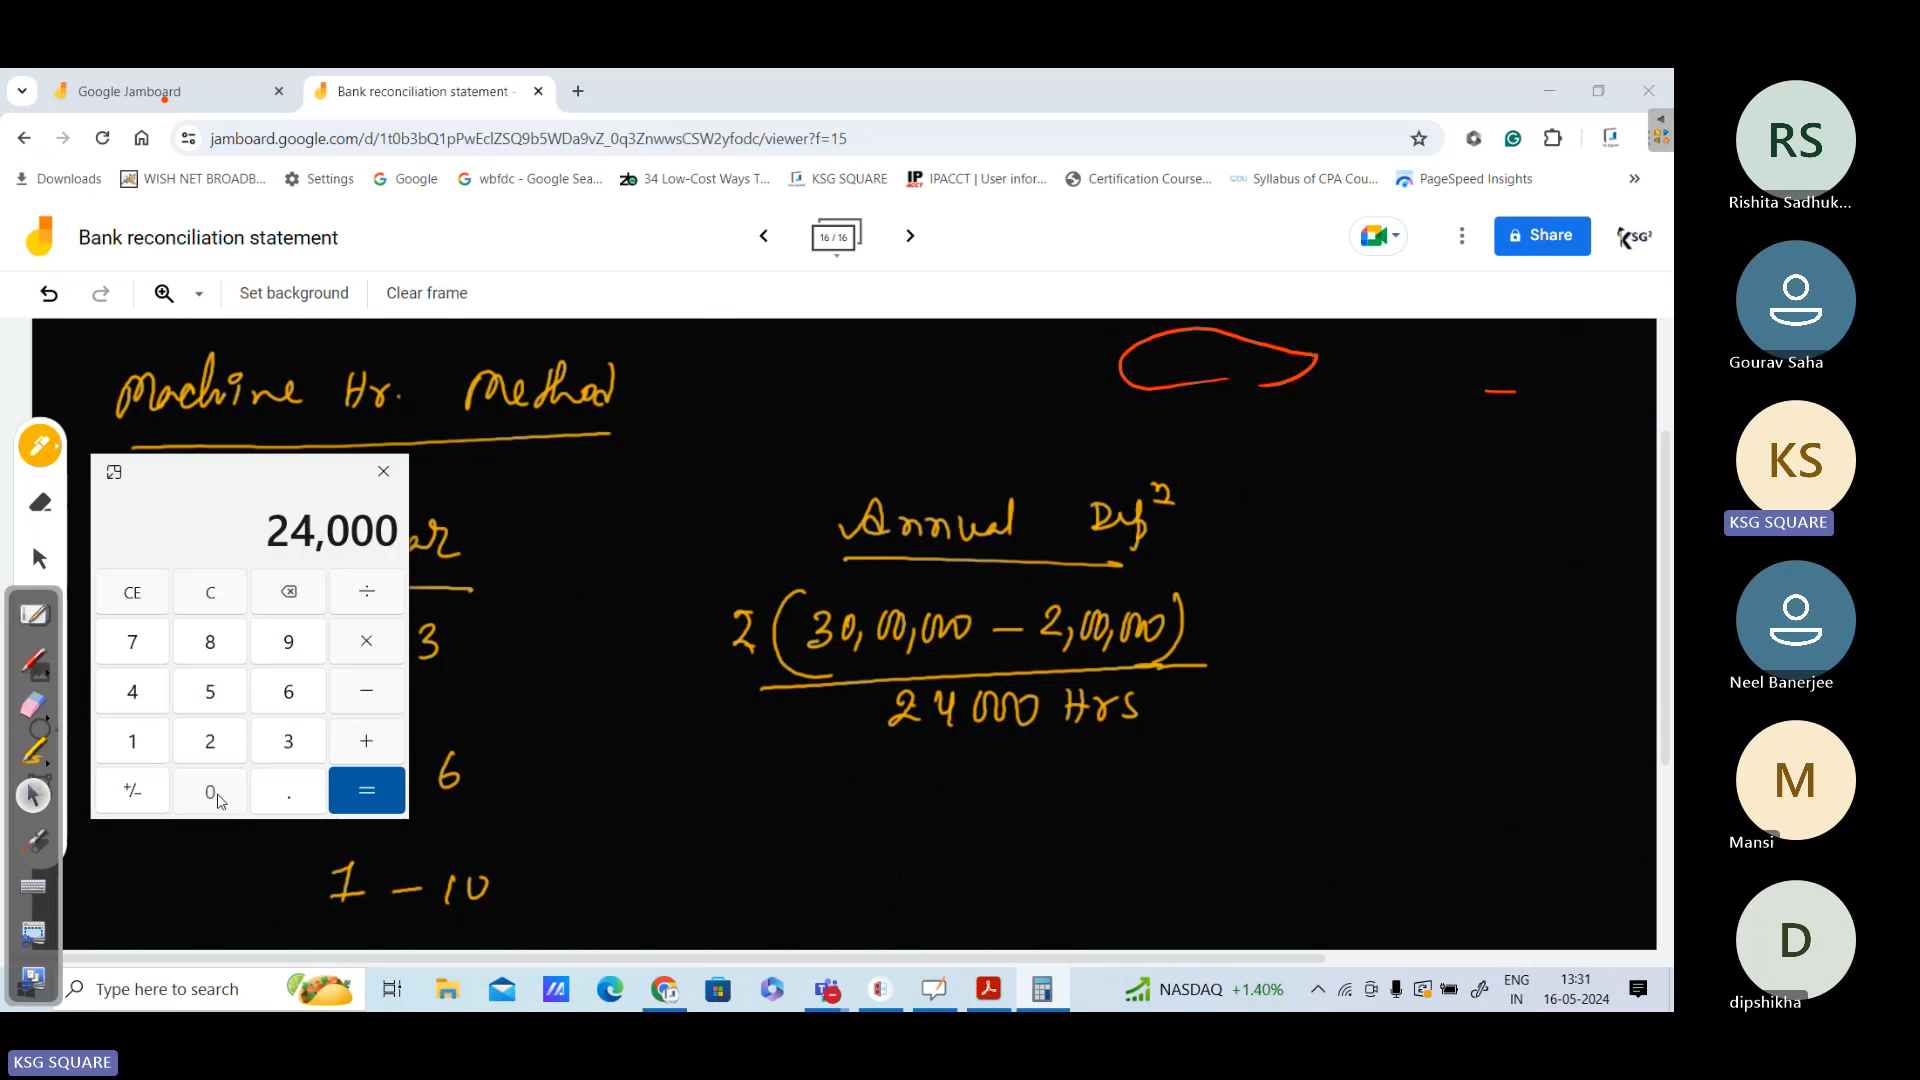 Google Jamboard
Bank reconciliation statement -
jamboard.google.com/d/1t0b3bQ1pPwEclZSQ9b5WDa9vZ_0q3ZnwwsCSW2yfodc/viewer?f=15
Downloads WISH NET BROADB... Settings Google wbfdc - Google Sea... 34 Low-Cost Ways T... KSG SQUARE IPACCT | User infor... Certification Course... Syllabus of CPA Cou... PageSpeed Insights
Bank reconciliation statement
16 / 16
Share
KSG²
Set background Clear frame
Machine Hr. Method
24,000
CE C ÷
7 8 9 ×
4 5 6 −
1 2 3 +
+/− 0 . =
3
6
1 - 10
Annual Depn
2 (30,00,000 - 2,00,000)
24000 Hrs
Type here to search
NASDAQ +1.40%
ENG
IN
13:31
16-05-2024
RS
Rishita Sadhuk...
Gourav Saha
KS
KSG SQUARE
Neel Banerjee
M
Mansi
D
dipshikha
KSG SQUARE